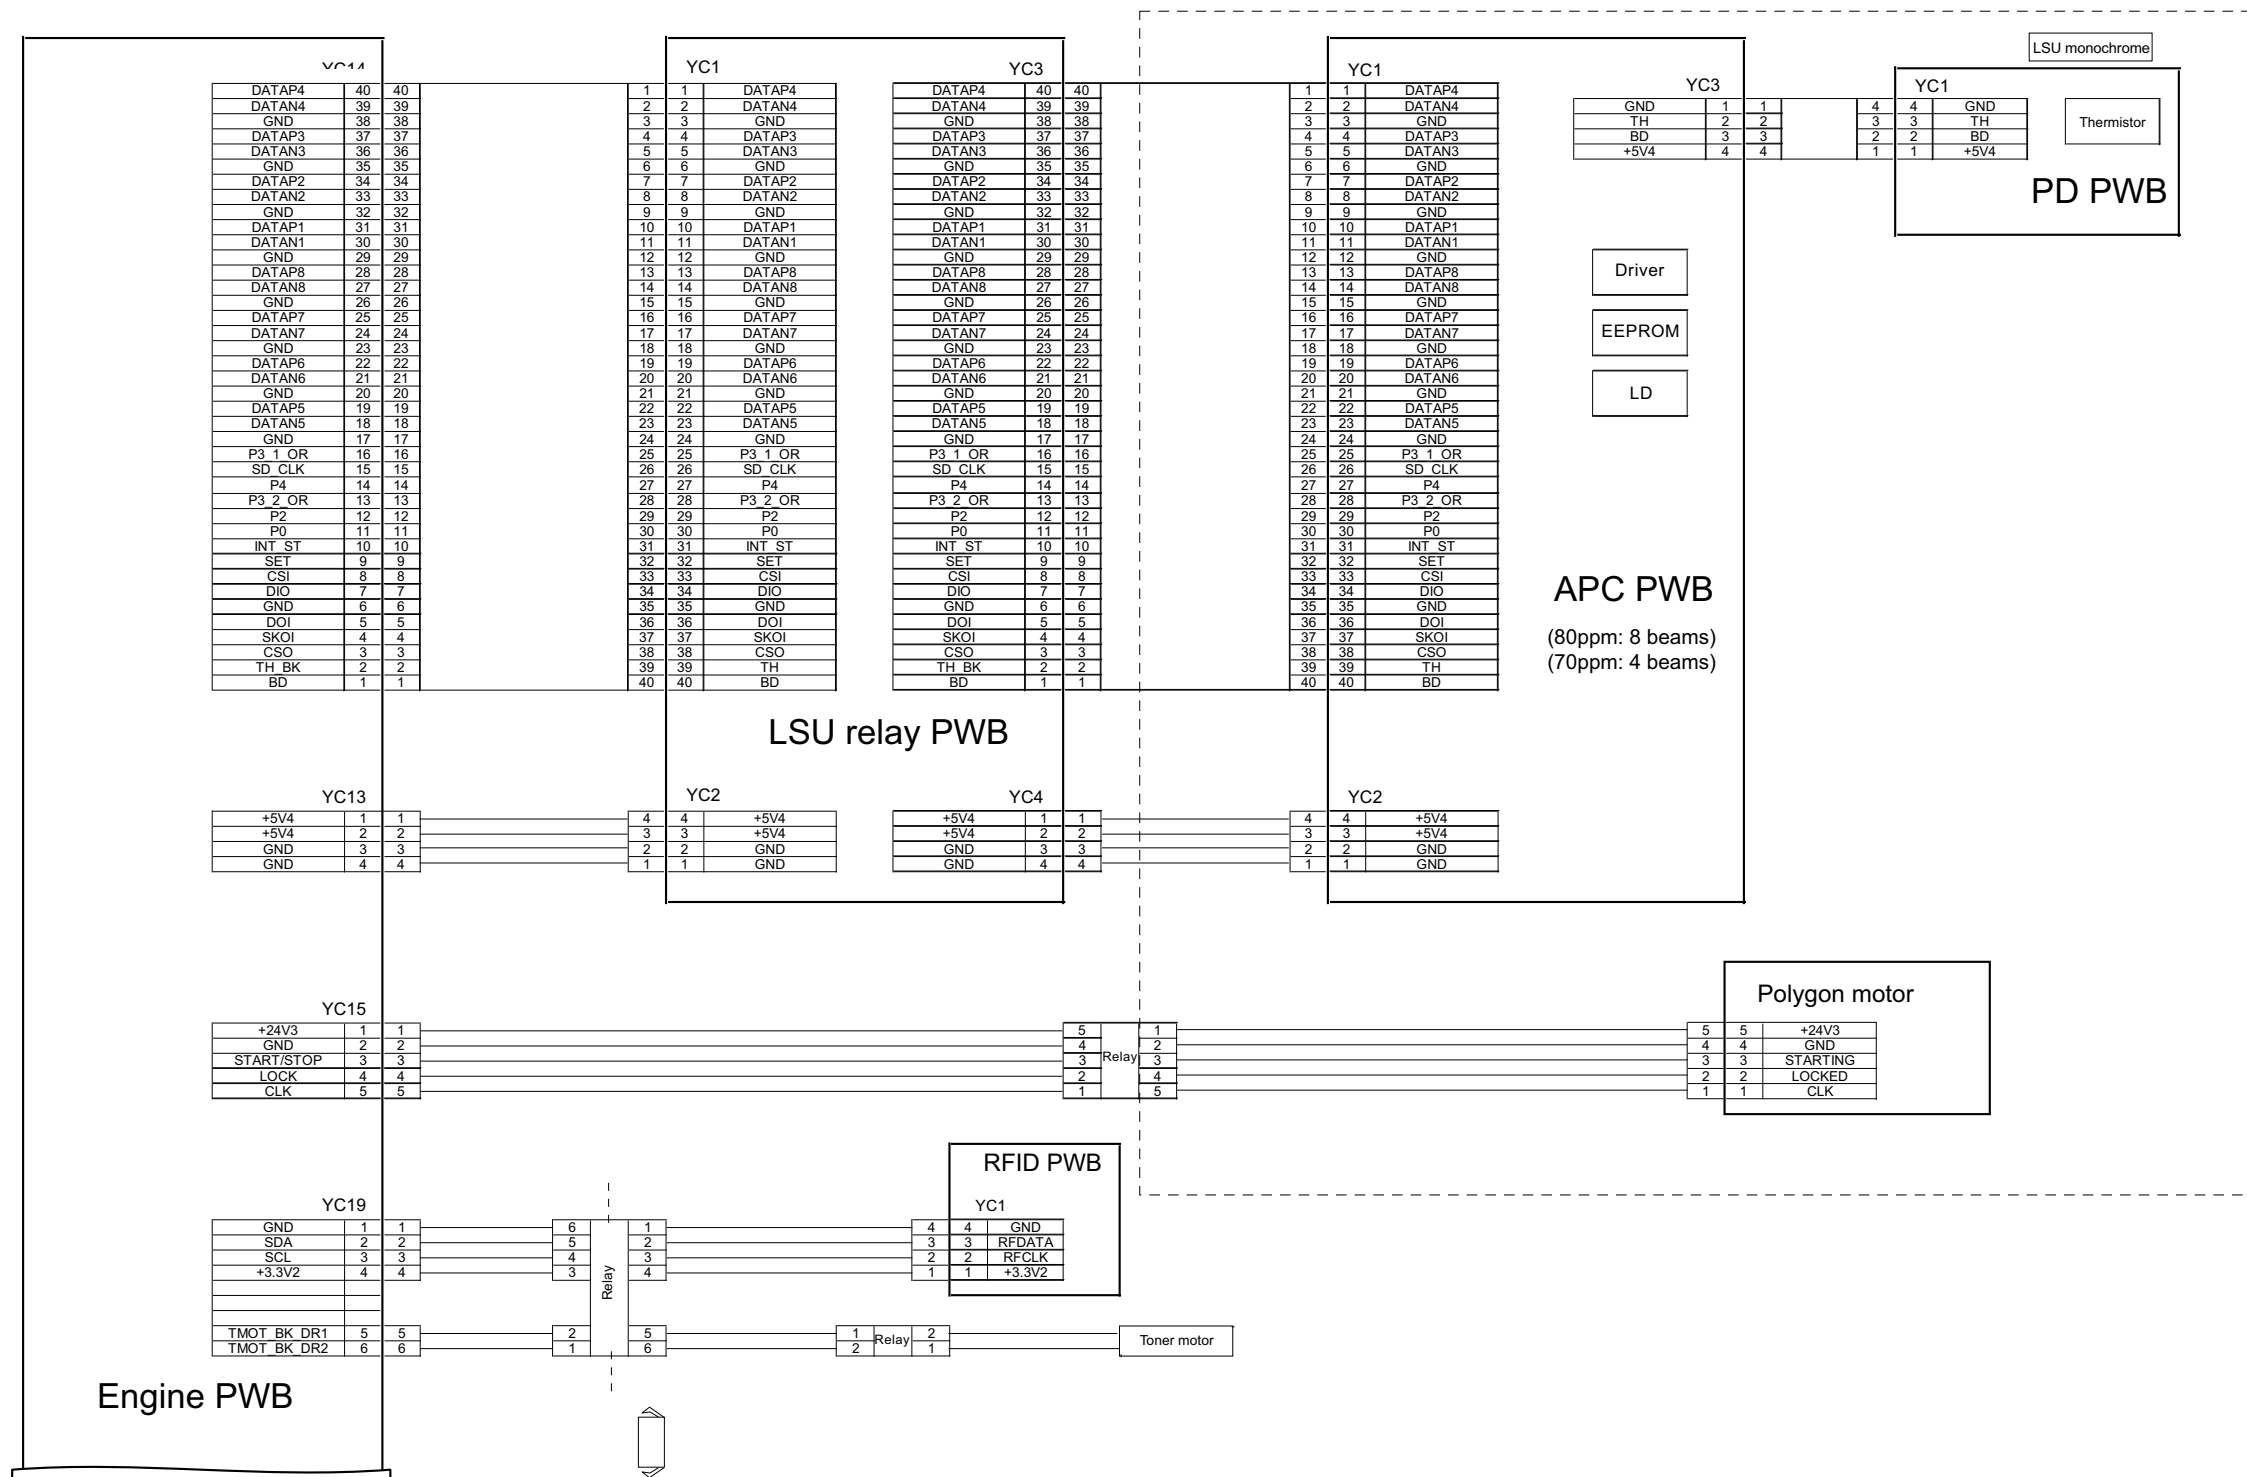 LSU monochrome
YC14
DATAP4 40 40
DATAN4 39 39
GND 38 38
DATAP3 37 37
DATAN3 36 36
GND 35 35
DATAP2 34 34
DATAN2 33 33
GND 32 32
DATAP1 31 31
DATAN1 30 30
GND 29 29
DATAP8 28 28
DATAN8 27 27
GND 26 26
DATAP7 25 25
DATAN7 24 24
GND 23 23
DATAP6 22 22
DATAN6 21 21
GND 20 20
DATAP5 19 19
DATAN5 18 18
GND 17 17
P3_1_OR 16 16
SD_CLK 15 15
P4 14 14
P3_2_OR 13 13
P2 12 12
P0 11 11
INT_ST 10 10
SET 9 9
CSI 8 8
DIO 7 7
GND 6 6
DOI 5 5
SKOI 4 4
CSO 3 3
TH_BK 2 2
BD 1 1
YC1
1 1 DATAP4
2 2 DATAN4
3 3 GND
4 4 DATAP3
5 5 DATAN3
6 6 GND
7 7 DATAP2
8 8 DATAN2
9 9 GND
10 10 DATAP1
11 11 DATAN1
12 12 GND
13 13 DATAP8
14 14 DATAN8
15 15 GND
16 16 DATAP7
17 17 DATAN7
18 18 GND
19 19 DATAP6
20 20 DATAN6
21 21 GND
22 22 DATAP5
23 23 DATAN5
24 24 GND
25 25 P3_1_OR
26 26 SD_CLK
27 27 P4
28 28 P3_2_OR
29 29 P2
30 30 P0
31 31 INT_ST
32 32 SET
33 33 CSI
34 34 DIO
35 35 GND
36 36 DOI
37 37 SKOI
38 38 CSO
39 39 TH
40 40 BD
YC3
DATAP4 40 40
DATAN4 39 39
GND 38 38
DATAP3 37 37
DATAN3 36 36
GND 35 35
DATAP2 34 34
DATAN2 33 33
GND 32 32
DATAP1 31 31
DATAN1 30 30
GND 29 29
DATAP8 28 28
DATAN8 27 27
GND 26 26
DATAP7 25 25
DATAN7 24 24
GND 23 23
DATAP6 22 22
DATAN6 21 21
GND 20 20
DATAP5 19 19
DATAN5 18 18
GND 17 17
P3_1_OR 16 16
SD_CLK 15 15
P4 14 14
P3_2_OR 13 13
P2 12 12
P0 11 11
INT_ST 10 10
SET 9 9
CSI 8 8
DIO 7 7
GND 6 6
DOI 5 5
SKOI 4 4
CSO 3 3
TH_BK 2 2
BD 1 1
YC1
1 1 DATAP4
2 2 DATAN4
3 3 GND
4 4 DATAP3
5 5 DATAN3
6 6 GND
7 7 DATAP2
8 8 DATAN2
9 9 GND
10 10 DATAP1
11 11 DATAN1
12 12 GND
13 13 DATAP8
14 14 DATAN8
15 15 GND
16 16 DATAP7
17 17 DATAN7
18 18 GND
19 19 DATAP6
20 20 DATAN6
21 21 GND
22 22 DATAP5
23 23 DATAN5
24 24 GND
25 25 P3_1_OR
26 26 SD_CLK
27 27 P4
28 28 P3_2_OR
29 29 P2
30 30 P0
31 31 INT_ST
32 32 SET
33 33 CSI
34 34 DIO
35 35 GND
36 36 DOI
37 37 SKOI
38 38 CSO
39 39 TH
40 40 BD
YC3
GND 1 1
TH 2 2
BD 3 3
+5V4 4 4
YC1
4 4 GND
3 3 TH
2 2 BD
1 1 +5V4
Thermistor
PD PWB
Driver
EEPROM
LD
APC PWB
(80ppm: 8 beams)
(70ppm: 4 beams)
LSU relay PWB
YC13
+5V4 1 1
+5V4 2 2
GND 3 3
GND 4 4
YC2
4 4 +5V4
3 3 +5V4
2 2 GND
1 1 GND
YC4
+5V4 1 1
+5V4 2 2
GND 3 3
GND 4 4
YC2
4 4 +5V4
3 3 +5V4
2 2 GND
1 1 GND
YC15
+24V3 1 1
GND 2 2
START/STOP 3 3
LOCK 4 4
CLK 5 5
5 1
4 2
3 Relay 3
2 4
1 5
Polygon motor
5 5 +24V3
4 4 GND
3 3 STARTING
2 2 LOCKED
1 1 CLK
YC19
GND 1 1
SDA 2 2
SCL 3 3
+3.3V2 4 4
TMOT_BK_DR1 5 5
TMOT_BK_DR2 6 6
6 1
5 2
4 3
3 4
Relay
2 5
1 6
RFID PWB
YC1
4 4 GND
3 3 RFDATA
2 2 RFCLK
1 1 +3.3V2
1 2
Relay
2 1
Toner motor
Engine PWB